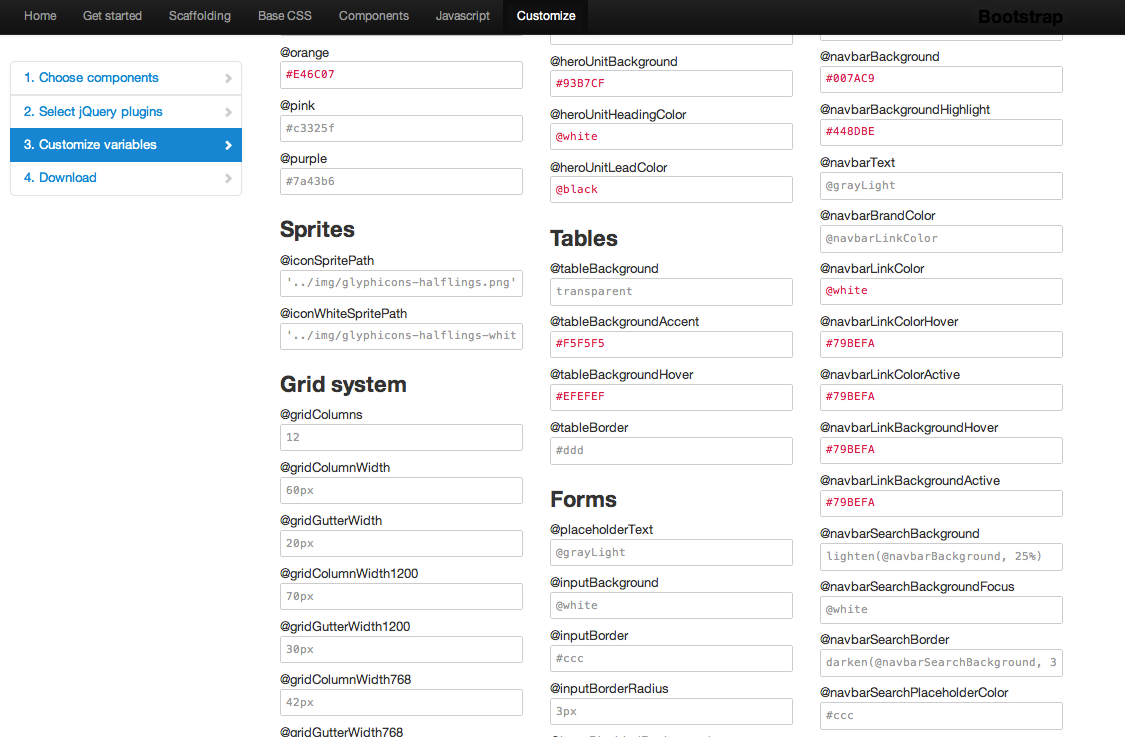 Home Get started Scaffolding Base CSS Components Javascript Customize Bootstrap
1. Choose components
2. Select jQuery plugins
3. Customize variables
4. Download
@orange
#E46C07
@pink
#c3325f
@purple
#7a43b6
Sprites
@iconSpritePath
'../img/glyphicons-halflings.png'
@iconWhiteSpritePath
'../img/glyphicons-halflings-whit
Grid system
@gridColumns
12
@gridColumnWidth
60px
@gridGutterWidth
20px
@gridColumnWidth1200
70px
@gridGutterWidth1200
30px
@gridColumnWidth768
42px
@gridGutterWidth768
@heroUnitBackground
#93B7CF
@heroUnitHeadingColor
@white
@heroUnitLeadColor
@black
Tables
@tableBackground
transparent
@tableBackgroundAccent
#F5F5F5
@tableBackgroundHover
#EFEFEF
@tableBorder
#ddd
Forms
@placeholderText
@grayLight
@inputBackground
@white
@inputBorder
#ccc
@inputBorderRadius
3px
@navbarBackground
#007AC9
@navbarBackgroundHighlight
#448DBE
@navbarText
@grayLight
@navbarBrandColor
@navbarLinkColor
@navbarLinkColor
@white
@navbarLinkColorHover
#79BEFA
@navbarLinkColorActive
#79BEFA
@navbarLinkBackgroundHover
#79BEFA
@navbarLinkBackgroundActive
#79BEFA
@navbarSearchBackground
lighten(@navbarBackground, 25%)
@navbarSearchBackgroundFocus
@white
@navbarSearchBorder
darken(@navbarSearchBackground, 3
@navbarSearchPlaceholderColor
#ccc